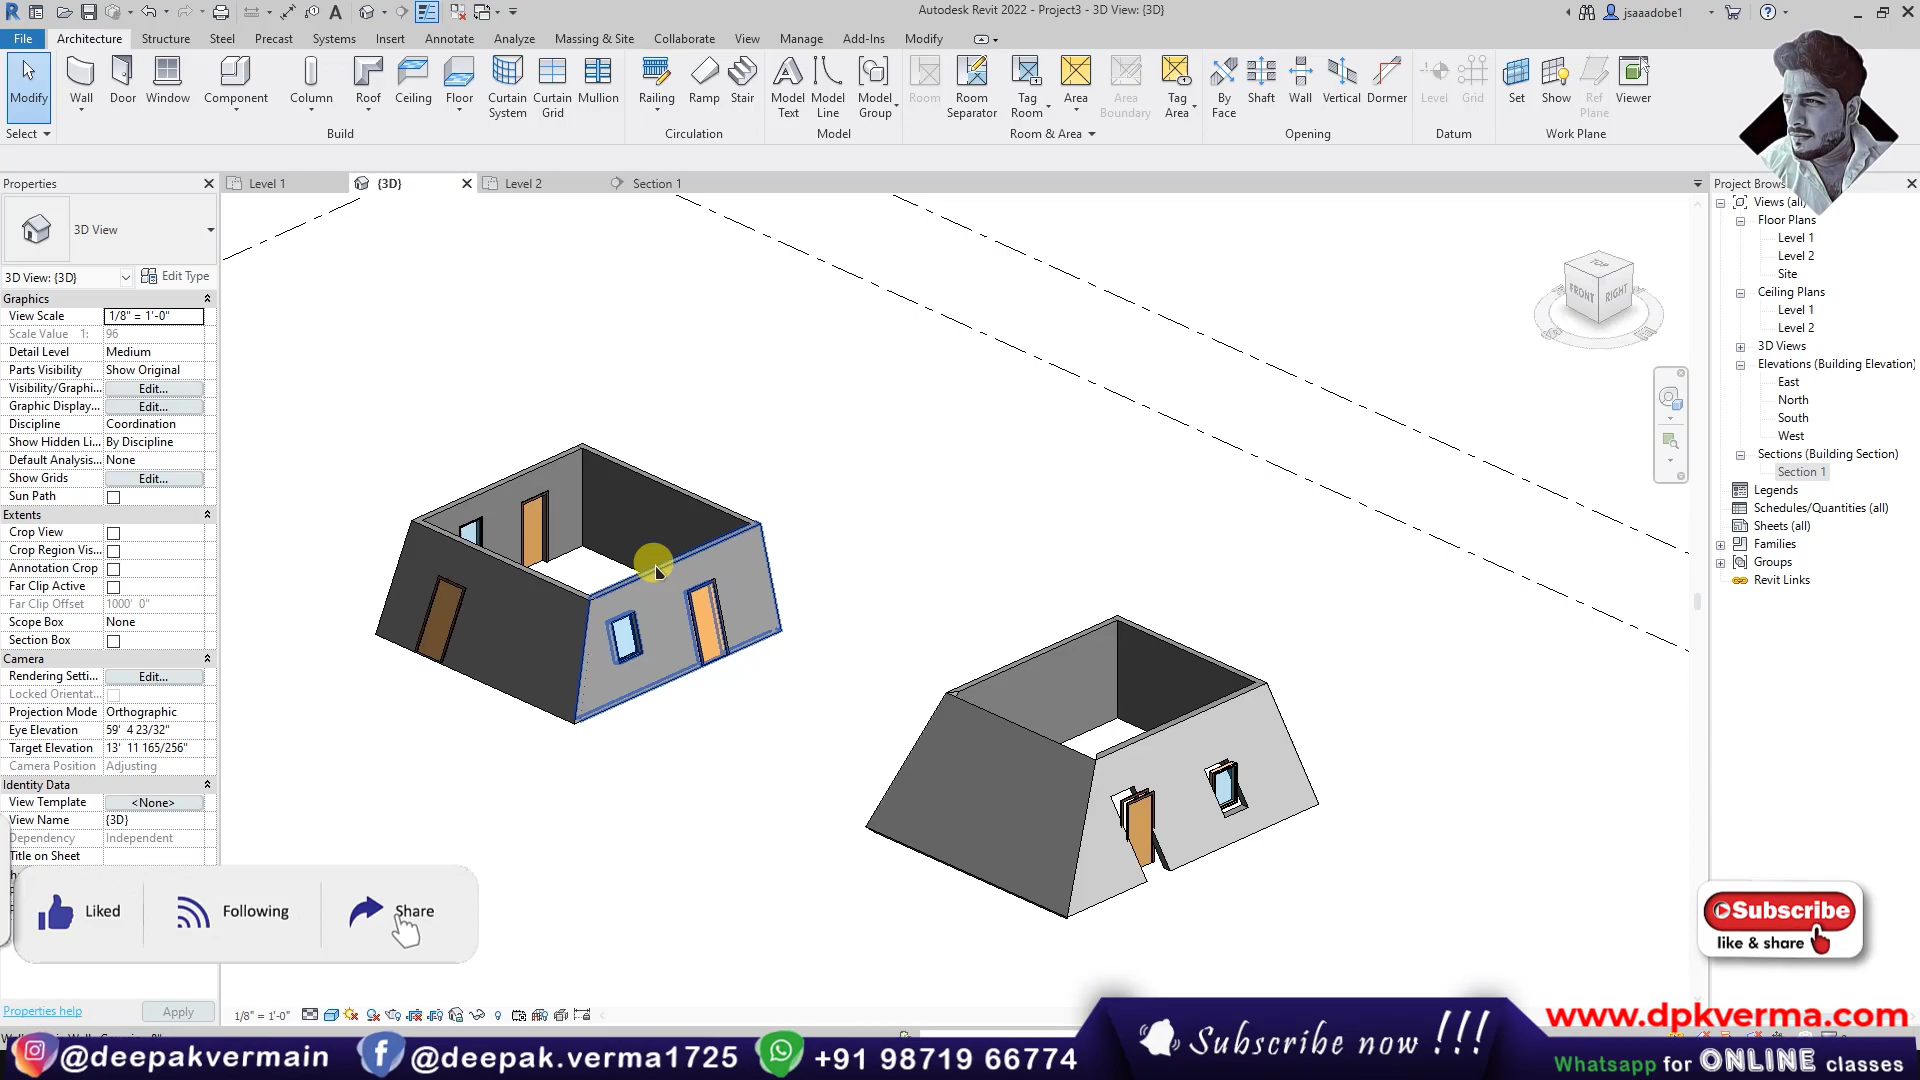 Autodesk Revit 2022 - Project3 - 3D View: {3D}
jsaaadobe1
File Architecture Structure Steel Precast Systems Insert Annotate Analyze Massing & Site Collaborate View Manage Add-Ins Modify
Modify Wall Door Window Component Column Roof Ceiling Floor Curtain System Curtain Grid Mullion Railing Ramp Stair Model Text Model Line Model Group Room Room Separator Tag Room Area Area Boundary Tag Area By Face Shaft Wall Vertical Dormer Level Grid Set Show Ref Plane Viewer
Select Build Circulation Model Room & Area Opening Datum Work Plane
Properties
Level 1 {3D} Level 2 Section 1
3D View
3D View: {3D} Edit Type
Graphics
View Scale 1/8" = 1'-0"
Scale Value 1: 96
Detail Level Medium
Parts Visibility Show Original
Visibility/Graphi... Edit...
Graphic Display... Edit...
Discipline Coordination
Show Hidden Li... By Discipline
Default Analysis... None
Show Grids Edit...
Sun Path
Extents
Crop View
Crop Region Vis...
Annotation Crop
Far Clip Active
Far Clip Offset 1000' 0"
Scope Box None
Section Box
Camera
Rendering Setti... Edit...
Locked Orientat...
Projection Mode Orthographic
Eye Elevation 59' 4 23/32"
Target Elevation 13' 11 165/256"
Camera Position Adjusting
Identity Data
View Template <None>
View Name {3D}
Dependency Independent
Title on Sheet
Properties help Apply
TOP
FRONT RIGHT
Project Brows
Views (all)
Floor Plans
Level 1
Level 2
Site
Ceiling Plans
Level 1
Level 2
3D Views
Elevations (Building Elevation)
East
North
South
West
Sections (Building Section)
Section 1
Legends
Schedules/Quantities (all)
Sheets (all)
Families
Groups
Revit Links
Liked Following Share
1/8" = 1'-0"
Subscribe
like & share
@deepakvermain @deepak.verma1725 +91 98719 66774
Subscribe now !!!
www.dpkverma.com
Whatsapp for ONLINE classes